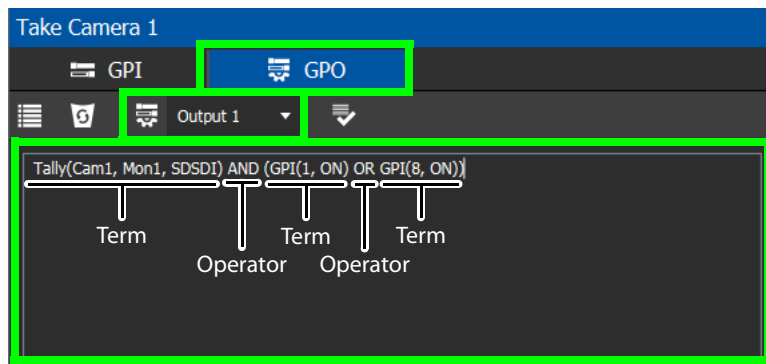 Take Camera 1
GPI GPO
Output 1
Tally(Cam1, Mon1, SDSDI) AND (GPI(1, ON) OR GPI(8, ON))
Term Term Term
Operator Operator